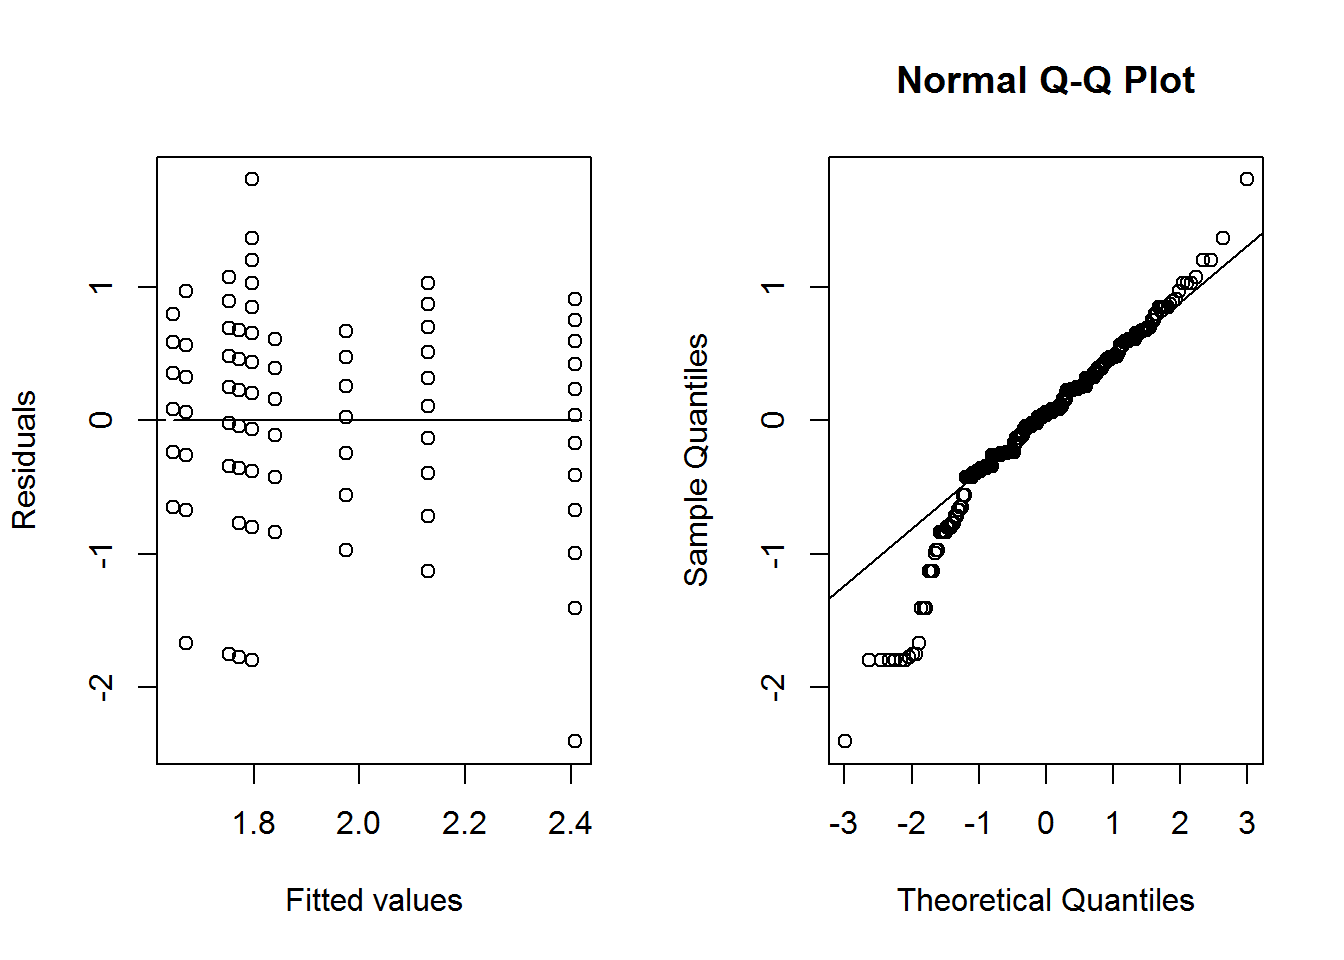 Normal Q-Q Plot
Residuals
1
0
-1
-2
1.8 2.0 2.2 2.4
Fitted values
Sample Quantiles
1
0
-1
-2
-3 -2 -1 0 1 2 3
Theoretical Quantiles